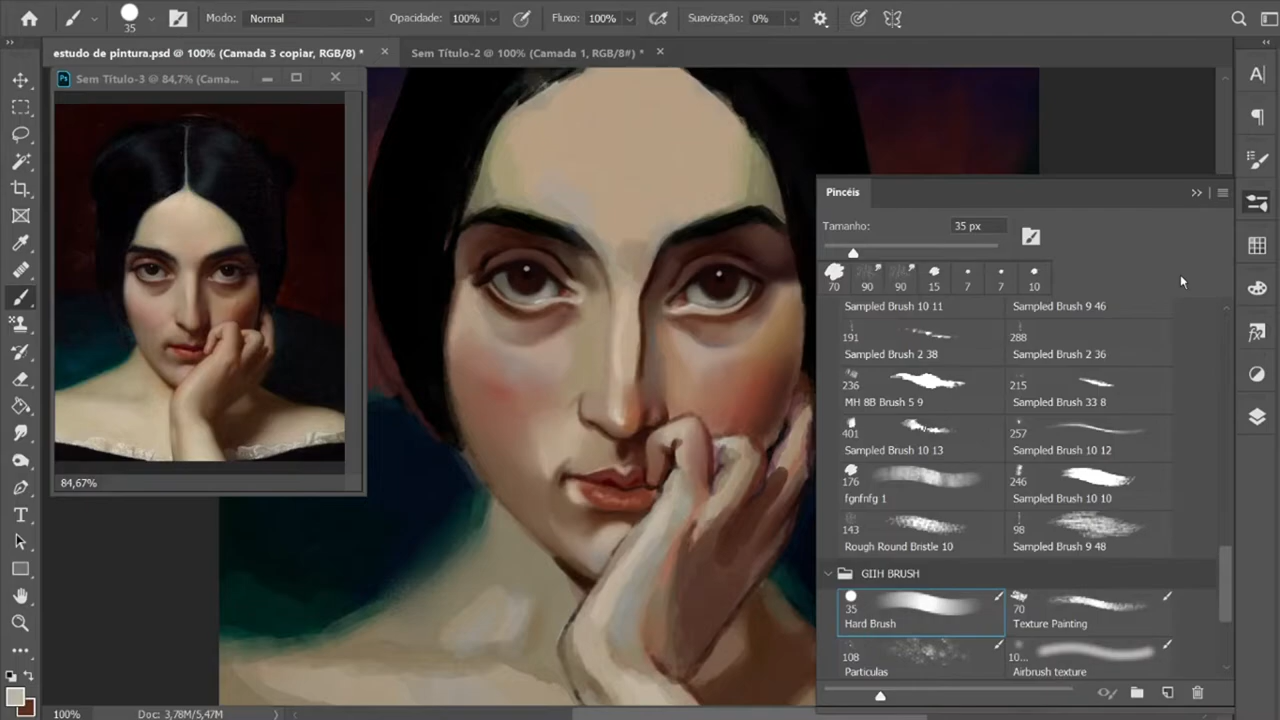 35
Modo: Normal
Opacidade: 100%
Fluxo: 100%
Suavização: 0%
estudo de pintura.psd @ 100% (Camada 3 copiar, RGB/8) *
Sem Título-2 @ 100% (Camada 1, RGB/8#) *
Ps Sem Título-3 @ 84,7% (Cama...
84,67%
Pincéis
Tamanho: 35 px
70 90 90 15 7 7 10
Sampled Brush 10 11 Sampled Brush 9 46
191 288
Sampled Brush 2 38 Sampled Brush 2 36
236 215
MH 8B Brush 5 9 Sampled Brush 33 8
401 257
Sampled Brush 10 13 Sampled Brush 10 12
176 246
fgnfnfg 1 Sampled Brush 10 10
143 98
Rough Round Bristle 10 Sampled Brush 9 48
GIIH BRUSH
35 70
Hard Brush Texture Painting
108 10...
Particulas Airbrush texture
100% Doc: 3,78M/5,47M